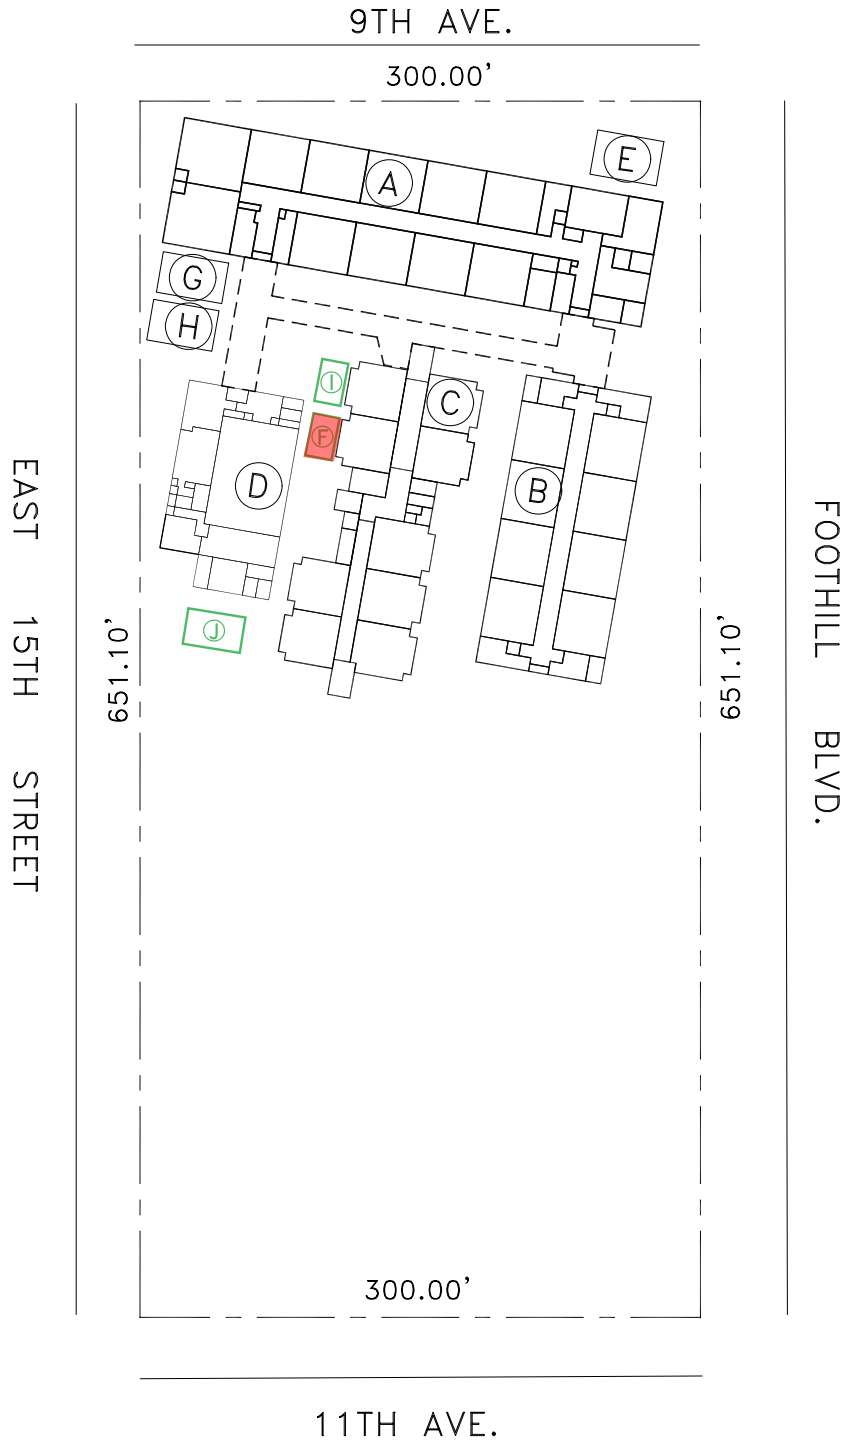 9TH AVE.
300.00'
E
A
G
H
I
C
F
D
B
EAST 15TH STREET
FOOTHILL BLVD.
J
651.10'
651.10'
300.00'
11TH AVE.